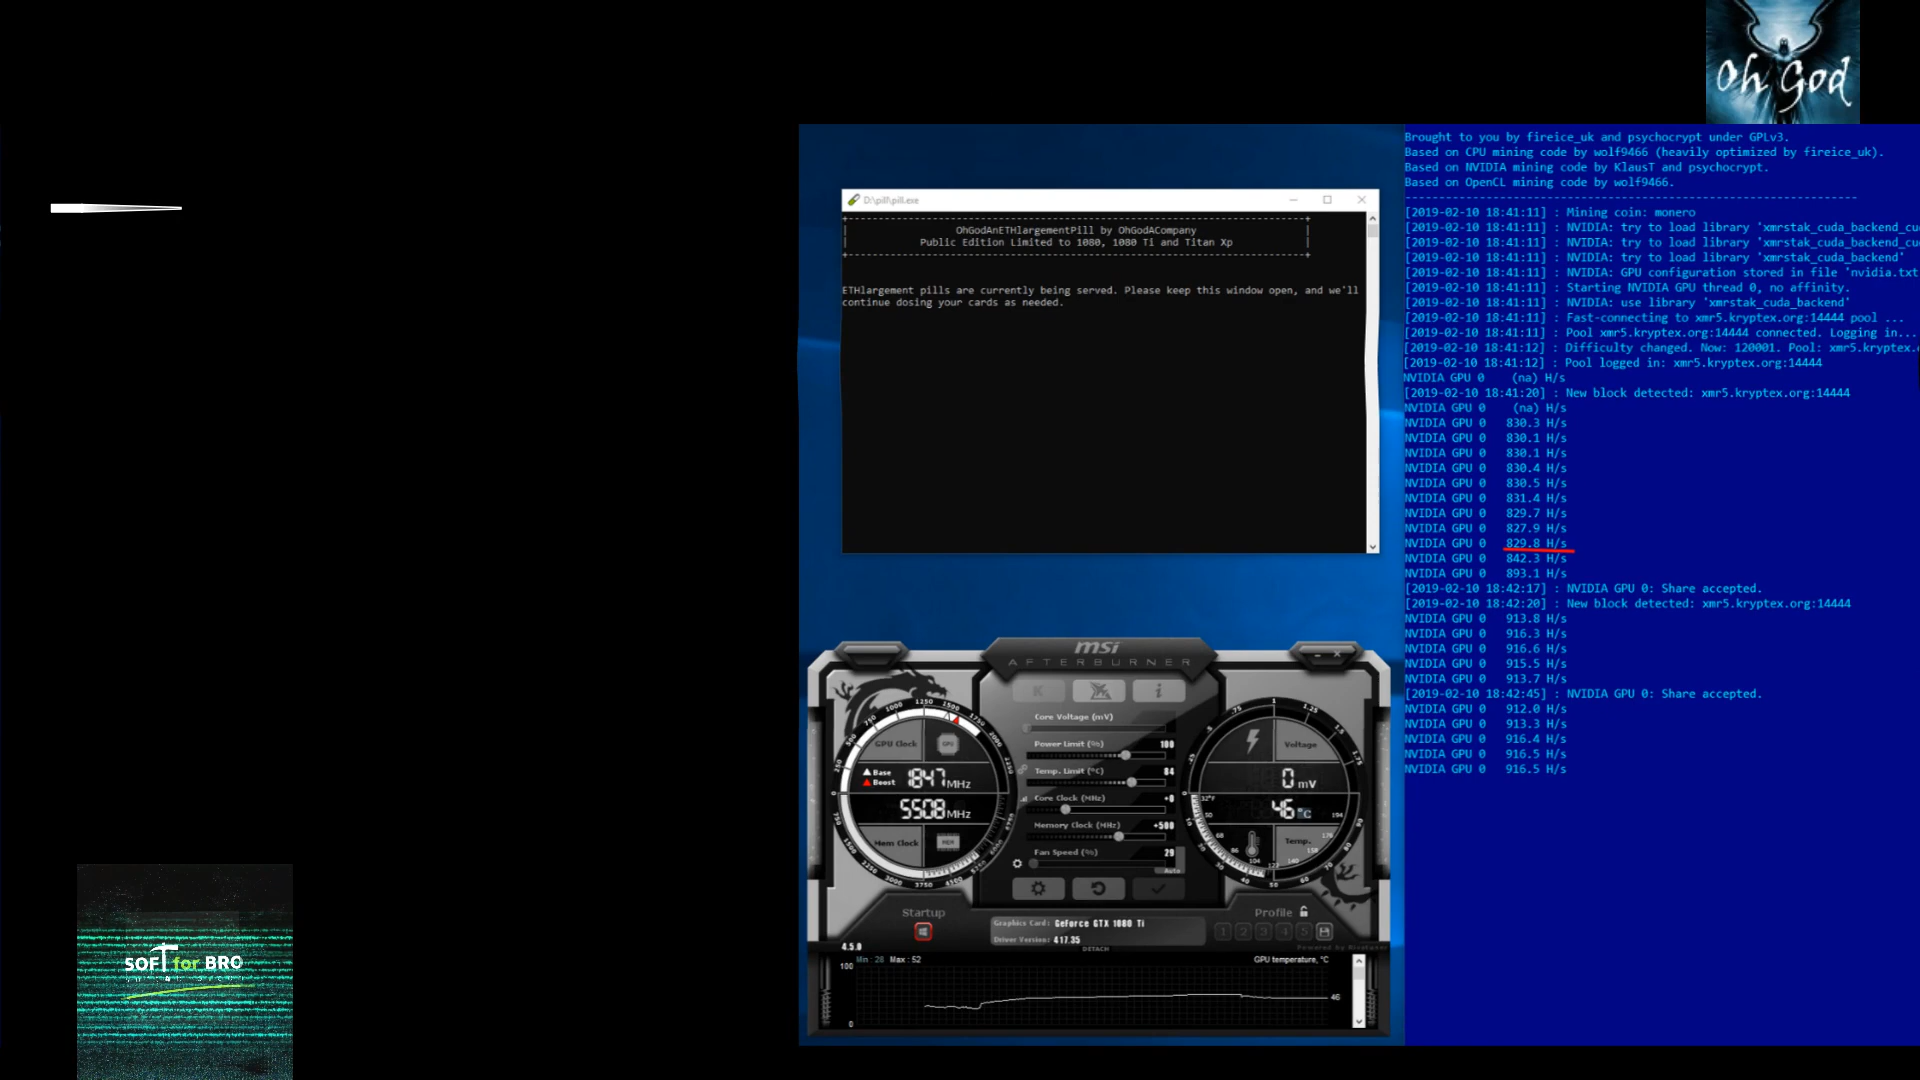 Oh God
Brought to you by fireice_uk and psychocrypt under GPLv3.
Based on CPU mining code by wolf9466 (heavily optimized by fireice_uk).
Based on NVIDIA mining code by KlausT and psychocrypt.
Based on OpenCL mining code by wolf9466.
[2019-02-10 18:41:11] : Mining coin: monero
[2019-02-10 18:41:11] : NVIDIA: try to load library 'xmrstak_cuda_backend_cu
[2019-02-10 18:41:11] : NVIDIA: try to load library 'xmrstak_cuda_backend_cu
[2019-02-10 18:41:11] : NVIDIA: try to load library 'xmrstak_cuda_backend'
[2019-02-10 18:41:11] : NVIDIA: GPU configuration stored in file 'nvidia.txt
[2019-02-10 18:41:11] : Starting NVIDIA GPU thread 0, no affinity.
[2019-02-10 18:41:11] : NVIDIA: use library 'xmrstak_cuda_backend'
[2019-02-10 18:41:11] : Fast-connecting to xmr5.kryptex.org:14444 pool ...
[2019-02-10 18:41:11] : Pool xmr5.kryptex.org:14444 connected. Logging in...
[2019-02-10 18:41:12] : Difficulty changed. Now: 120001. Pool: xmr5.kryptex.
[2019-02-10 18:41:12] : Pool logged in: xmr5.kryptex.org:14444
NVIDIA GPU 0 (na) H/s
[2019-02-10 18:41:20] : New block detected: xmr5.kryptex.org:14444
NVIDIA GPU 0 (na) H/s
NVIDIA GPU 0 830.3 H/s
NVIDIA GPU 0 830.1 H/s
NVIDIA GPU 0 830.1 H/s
NVIDIA GPU 0 830.4 H/s
NVIDIA GPU 0 830.5 H/s
NVIDIA GPU 0 831.4 H/s
NVIDIA GPU 0 829.7 H/s
NVIDIA GPU 0 827.9 H/s
NVIDIA GPU 0 829.8 H/s
NVIDIA GPU 0 842.3 H/s
NVIDIA GPU 0 893.1 H/s
[2019-02-10 18:42:17] : NVIDIA GPU 0: Share accepted.
[2019-02-10 18:42:20] : New block detected: xmr5.kryptex.org:14444
NVIDIA GPU 0 913.8 H/s
NVIDIA GPU 0 916.3 H/s
NVIDIA GPU 0 916.6 H/s
NVIDIA GPU 0 915.5 H/s
NVIDIA GPU 0 913.7 H/s
[2019-02-10 18:42:45] : NVIDIA GPU 0: Share accepted.
NVIDIA GPU 0 912.0 H/s
NVIDIA GPU 0 913.3 H/s
NVIDIA GPU 0 916.4 H/s
NVIDIA GPU 0 916.5 H/s
NVIDIA GPU 0 916.5 H/s
D:\pill\pill.exe
OhGodAnETHlargementPill by OhGodACompany
Public Edition Limited to 1080, 1080 Ti and Titan Xp
ETHlargement pills are currently being served. Please keep this window open, and we'll
continue dosing your cards as needed.
msi
AFTERBURNER
K i
Core Voltage (mV)
Power Limit (%) 100
Temp. Limit (°C) 84
Core Clock (MHz) +0
Memory Clock (MHz) +500
Fan Speed (%) 29
Auto
GPU Clock GPU
Base
Boost
1847 MHz
5508 MHz
Mem Clock MEM
Voltage
0 mV
46 °C
Temp.
Startup
Graphics Card: GeForce GTX 1080 Ti
Driver Version: 417.35
DETACH
Profile
1 2 3 4 5
4.5.0
Min : 28 Max : 52
GPU temperature, °C
100
46
0
SOFT for BRO